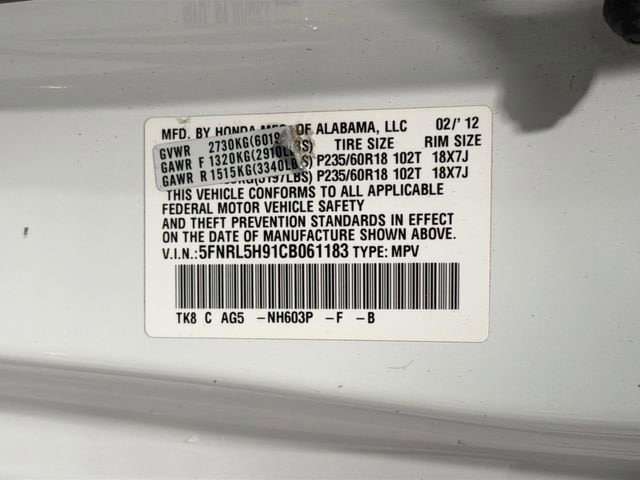 MFD. BY HONDA MFG. OF ALABAMA, LLC 02/'12
GVWR 2730KG(6019LBS) TIRE SIZE RIM SIZE
GAWR F 1320KG(2910LBS) P235/60R18 102T 18X7J
GAWR R 1515KG(3340LBS) P235/60R18 102T 18X7J
THIS VEHICLE CONFORMS TO ALL APPLICABLE
FEDERAL MOTOR VEHICLE SAFETY
AND THEFT PREVENTION STANDARDS IN EFFECT
ON THE DATE OF MANUFACTURE SHOWN ABOVE.
V.I.N.:5FNRL5H91CB061183 TYPE: MPV
TK8 C AG5 -NH603P -F -B